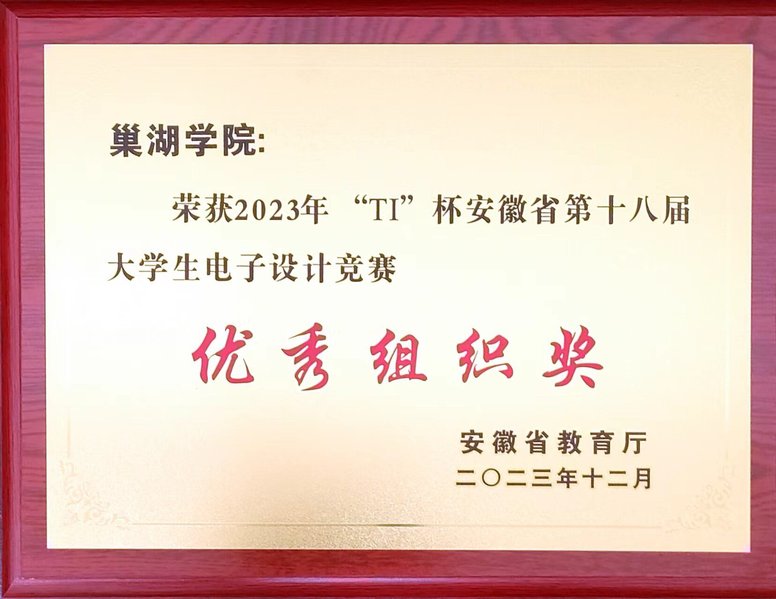 巢湖学院:
荣获2023年“TI”杯安徽省第十八届
大学生电子设计竞赛
优秀组织奖
安徽省教育厅
二〇二三年十二月